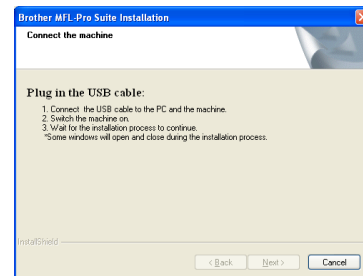 Brother MFL-Pro Suite Installation
Connect the machine
Plug in the USB cable:
1. Connect the USB cable to the PC and the machine.
2. Switch the machine on.
3. Wait for the installation process to continue.
*Some windows will open and close during the installation process.
InstallShield
< Back
Next >
Cancel